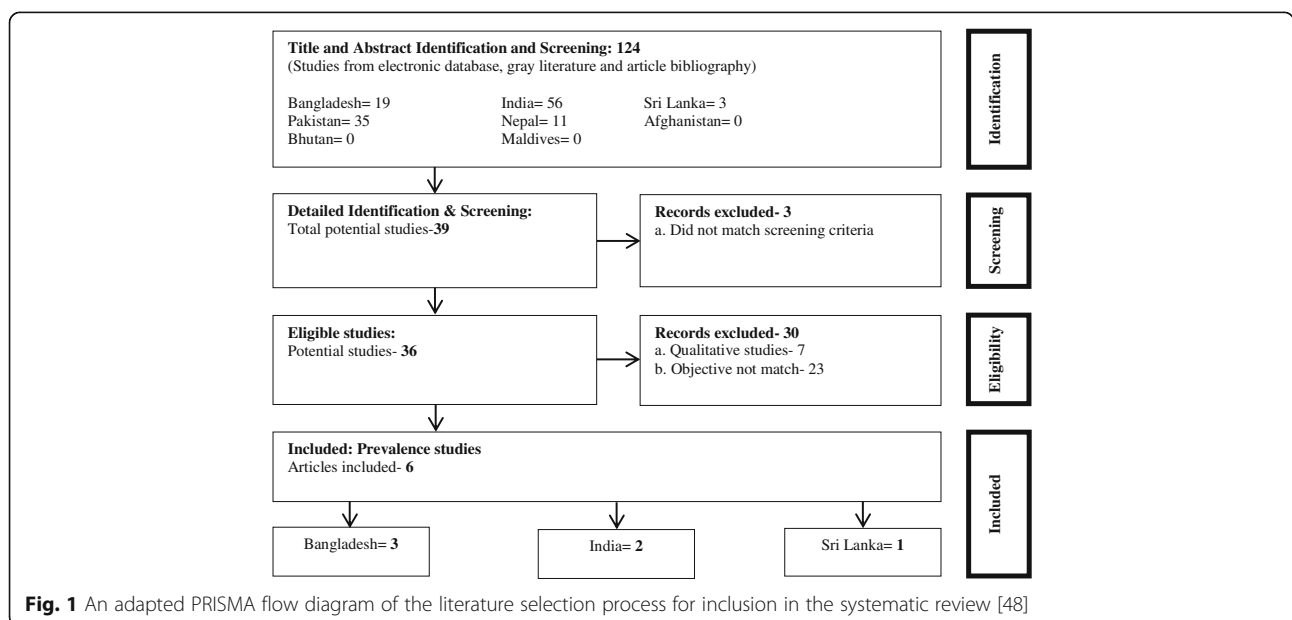 Title and Abstract Identification and Screening: 124
(Studies from electronic database, gray literature and article bibliography)
Bangladesh= 19 India= 56 Sri Lanka= 3
Pakistan= 35 Nepal= 11 Afghanistan= 0
Bhutan= 0 Maldives= 0
Identification
Detailed Identification & Screening:
Total potential studies-39
Records excluded- 3
a. Did not match screening criteria
Screening
Eligible studies:
Potential studies- 36
Records excluded- 30
a. Qualitative studies- 7
b. Objective not match- 23
Eligibility
Included: Prevalence studies
Articles included- 6
Included
Bangladesh= 3
India= 2
Sri Lanka= 1
Fig. 1 An adapted PRISMA flow diagram of the literature selection process for inclusion in the systematic review [48]